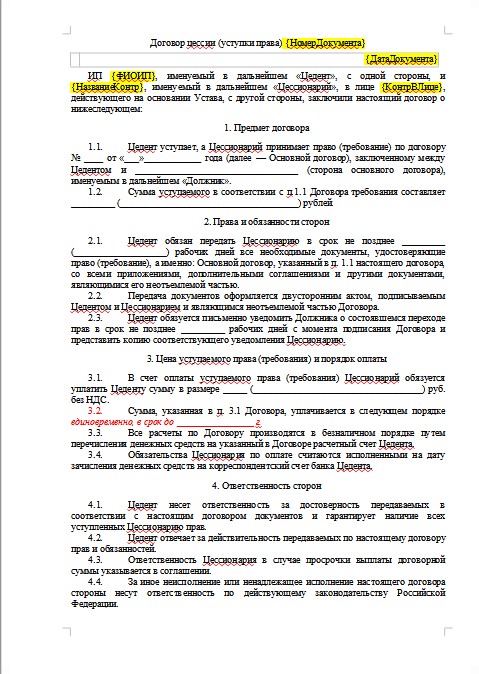 Договор цессии (уступки права) {НомерДокумента}
{ДатаДокумента}
ИП {ФИОИП}, именуемый в дальнейшем «Цедент», с одной стороны, и
{НазваниеКонтр}, именуемый в дальнейшем «Цессионарий», в лице {КонтрВЛице},
действующего на основании Устава, с другой стороны, заключили настоящий договор о
нижеследующем:
1. Предмет договора
1.1. Цедент уступает, а Цессионарий принимает право (требование) по договору
№ ____ от «___»____________ года (далее — Основной договор), заключенному между
Цедентом и ________________________________ (сторона основного договора),
именуемым в дальнейшем «Должник».
1.2. Сумма уступаемого в соответствии с п.1.1 Договора требования составляет
_________ (___________________________________) рублей.
2. Права и обязанности сторон
2.1. Цедент обязан передать Цессионарию в срок не позднее _________
(__________________) рабочих дней все необходимые документы, удостоверяющие
право (требование), а именно: Основной договор, указанный в п. 1.1 настоящего договора,
со всеми приложениями, дополнительными соглашениями и другими документами,
являющимися его неотъемлемой частью.
2.2. Передача документов оформляется двусторонним актом, подписываемым
Цедентом и Цессионарием и являющимся неотъемлемой частью Договора.
2.3. Цедент обязуется письменно уведомить Должника о состоявшемся переходе
прав в срок не позднее _________ рабочих дней с момента подписания Договора и
представить копию соответствующего уведомления Цессионарию.
3. Цена уступаемого права (требования) и порядок оплаты
3.1. В счет оплаты уступаемого права (требования) Цессионарий обязуется
уплатить Цеденту сумму в размере _____ (__________________________________) руб.
без НДС.
3.2. Сумма, указанная в п. 3.1 Договора, уплачивается в следующем порядке
единовременно, в срок до ________________ г.
3.3. Все расчеты по Договору производятся в безналичном порядке путем
перечисления денежных средств на указанный в Договоре расчетный счет Цедента.
3.4. Обязательства Цессионария по оплате считаются исполненными на дату
зачисления денежных средств на корреспондентский счет банка Цедента.
4. Ответственность сторон
4.1. Цедент несет ответственность за достоверность передаваемых в
соответствии с настоящим договором документов и гарантирует наличие всех
уступленных Цессионарию прав.
4.2. Цедент отвечает за действительность передаваемых по настоящему договору
прав и обязанностей.
4.3. Ответственность Цессионария в случае просрочки выплаты договорной
суммы указывается в соглашении.
4.4. За иное неисполнение или ненадлежащее исполнение настоящего договора
стороны несут ответственность по действующему законодательству Российской
Федерации.